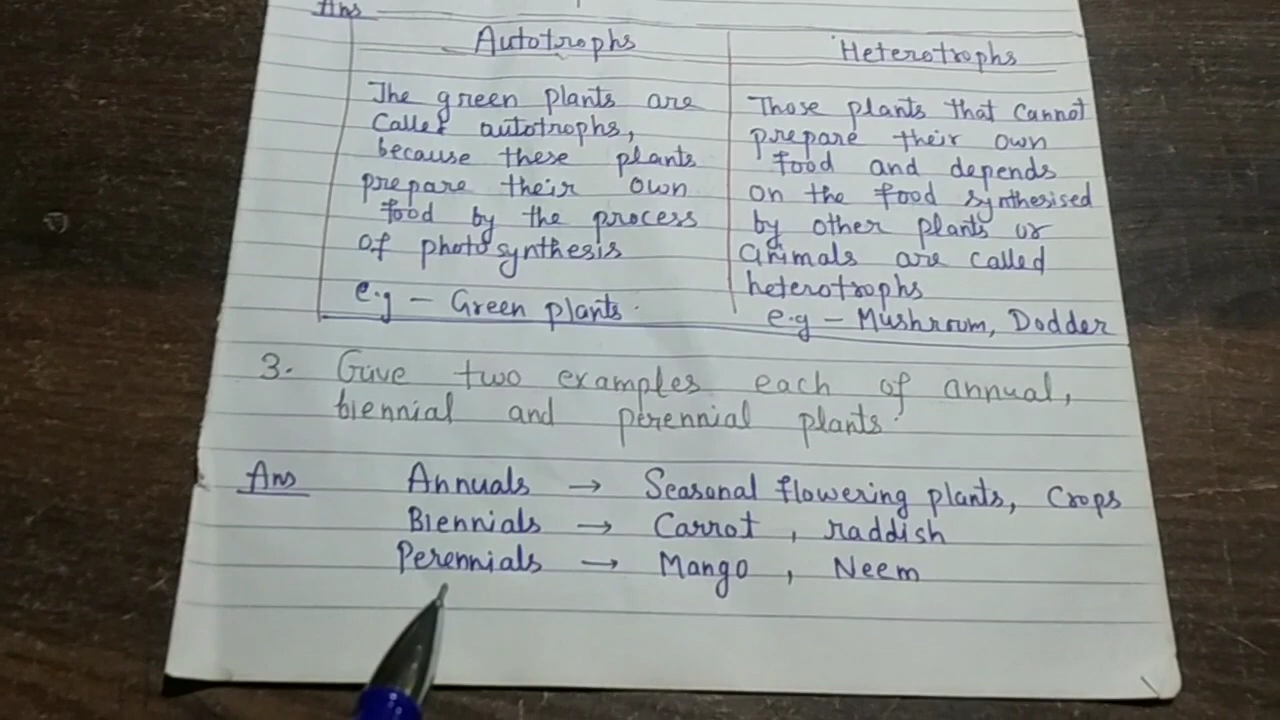 Ans
Autotrophs
The green plants are
called autotrophs,
because these plants
prepare their own
food by the process
of photosynthesis
e.g - Green plants.
Heterotrophs
Those plants that cannot
prepare their own
food and depends
on the food synthesised
by other plants or
animals are called
heterotrophs
e.g - Mushroom, Dodder
3. Give two examples each of annual,
biennial and perennial plants.
Ans Annuals → Seasonal flowering plants, Crops
Biennials → Carrot, raddish
Perennials → Mango, Neem